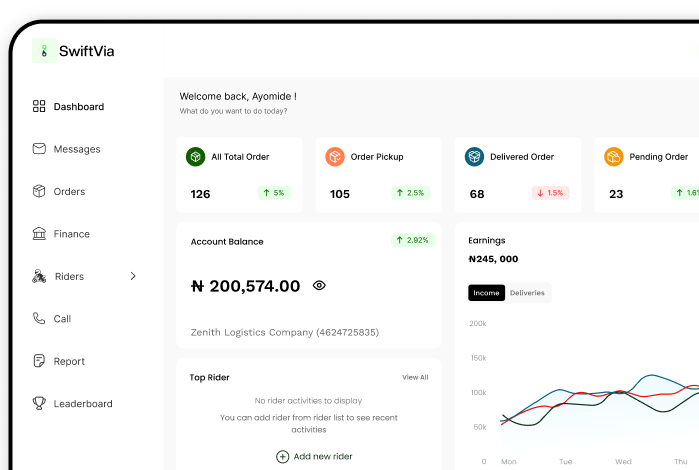 SwiftVia
Dashboard
Messages
Orders
Finance
Riders
Call
Report
Leaderboard
Welcome back, Ayomide !
What do you want to do today?
All Total Order
126
5%
Order Pickup
105
2.5%
Delivered Order
68
1.5%
Pending Order
23
1.6%
Account Balance
2.92%
₦ 200,574.00
Zenith Logistics Company (4624725835)
Top Rider
View All
No rider activities to display
You can add rider from rider list to see recent
activities
Add new rider
Earnings
₦245, 000
Income
Deliveries
200k
150k
100k
50k
0
Mon
Tue
Wed
Thu